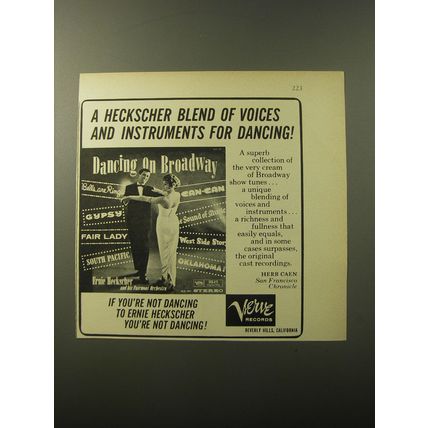 223
A HECKSCHER BLEND OF VOICES
AND INSTRUMENTS FOR DANCING!
Dancing on Broadway
Bells are Ringing
CAN-CAN
GYPSY
Sound of Music
FAIR LADY
West Side Story
SOUTH PACIFIC
OKLAHOMA!
Ernie Heckscher
and his Fairmont Orchestra
STEREO
A superb
collection of
the very cream
of Broadway
show tunes...
a unique
blending of
voices and
instruments...
a richness and
fullness that
easily equals,
and in some
cases surpasses,
the original
cast recordings.
HERB CAEN
San Francisco
Chronicle
IF YOU'RE NOT DANCING
TO ERNIE HECKSCHER
YOU'RE NOT DANCING!
Verve
RECORDS
BEVERLY HILLS, CALIFORNIA